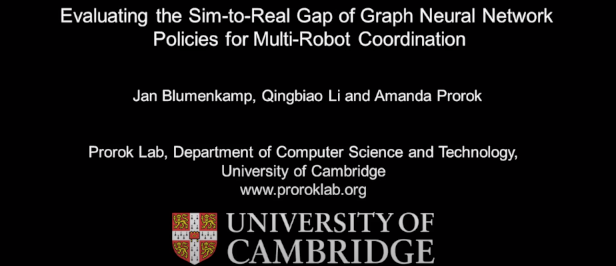 Evaluating the Sim-to-Real Gap of Graph Neural Network
Policies for Multi-Robot Coordination
Jan Blumenkamp, Qingbiao Li and Amanda Prorok
Prorok Lab, Department of Computer Science and Technology,
University of Cambridge
www.proroklab.org
UNIVERSITY OF
CAMBRIDGE